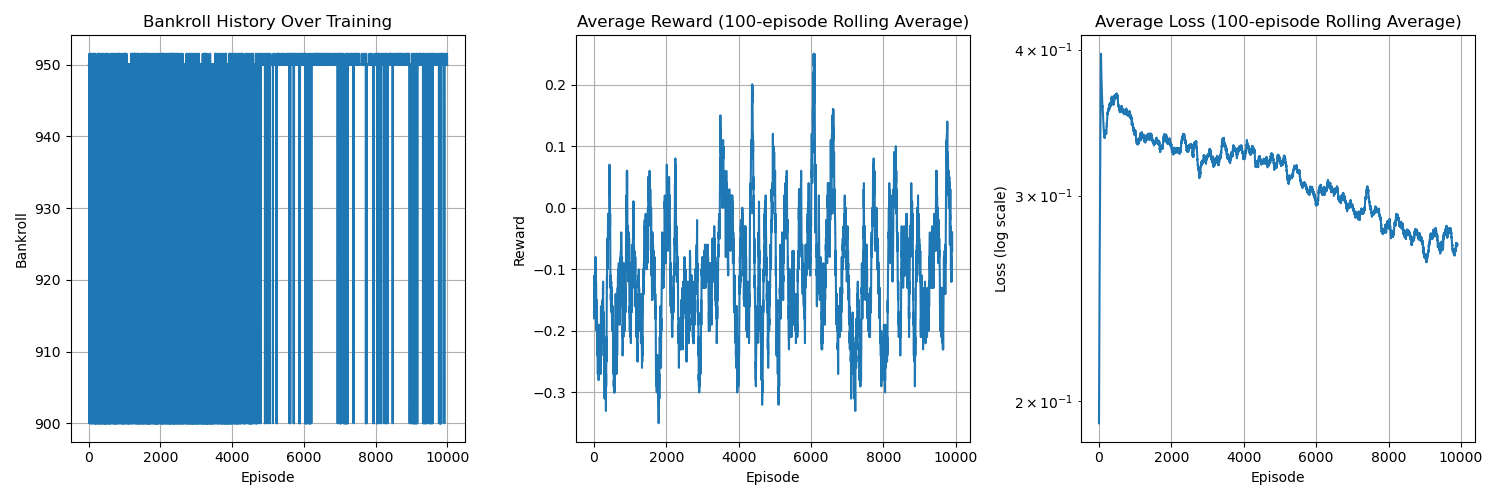 Bankroll History Over Training
Bankroll
950
940
930
920
910
900
0 2000 4000 6000 8000 10000
Episode
Average Reward (100-episode Rolling Average)
Reward
0.2
0.1
0.0
−0.1
−0.2
−0.3
0 2000 4000 6000 8000 10000
Episode
Average Loss (100-episode Rolling Average)
Loss (log scale)
4 × 10⁻¹
3 × 10⁻¹
2 × 10⁻¹
0 2000 4000 6000 8000 10000
Episode